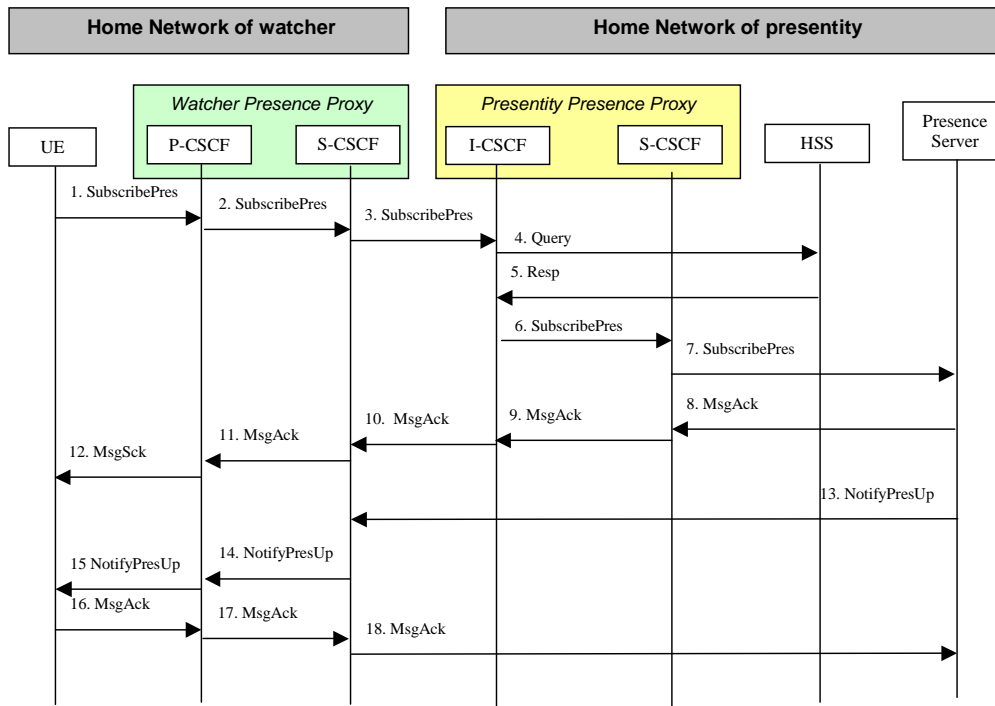 Home Network of watcher
Home Network of presentity
Watcher Presence Proxy
Presentity Presence Proxy
UE
P-CSCF
S-CSCF
I-CSCF
S-CSCF
HSS
Presence
Server
1. SubscribePres
2. SubscribePres
3. SubscribePres
4. Query
5. Resp
6. SubscribePres
7. SubscribePres
8. MsgAck
9. MsgAck
10. MsgAck
11. MsgAck
12. MsgSck
13. NotifyPresUp
14. NotifyPresUp
15 NotifyPresUp
16. MsgAck
17. MsgAck
18. MsgAck